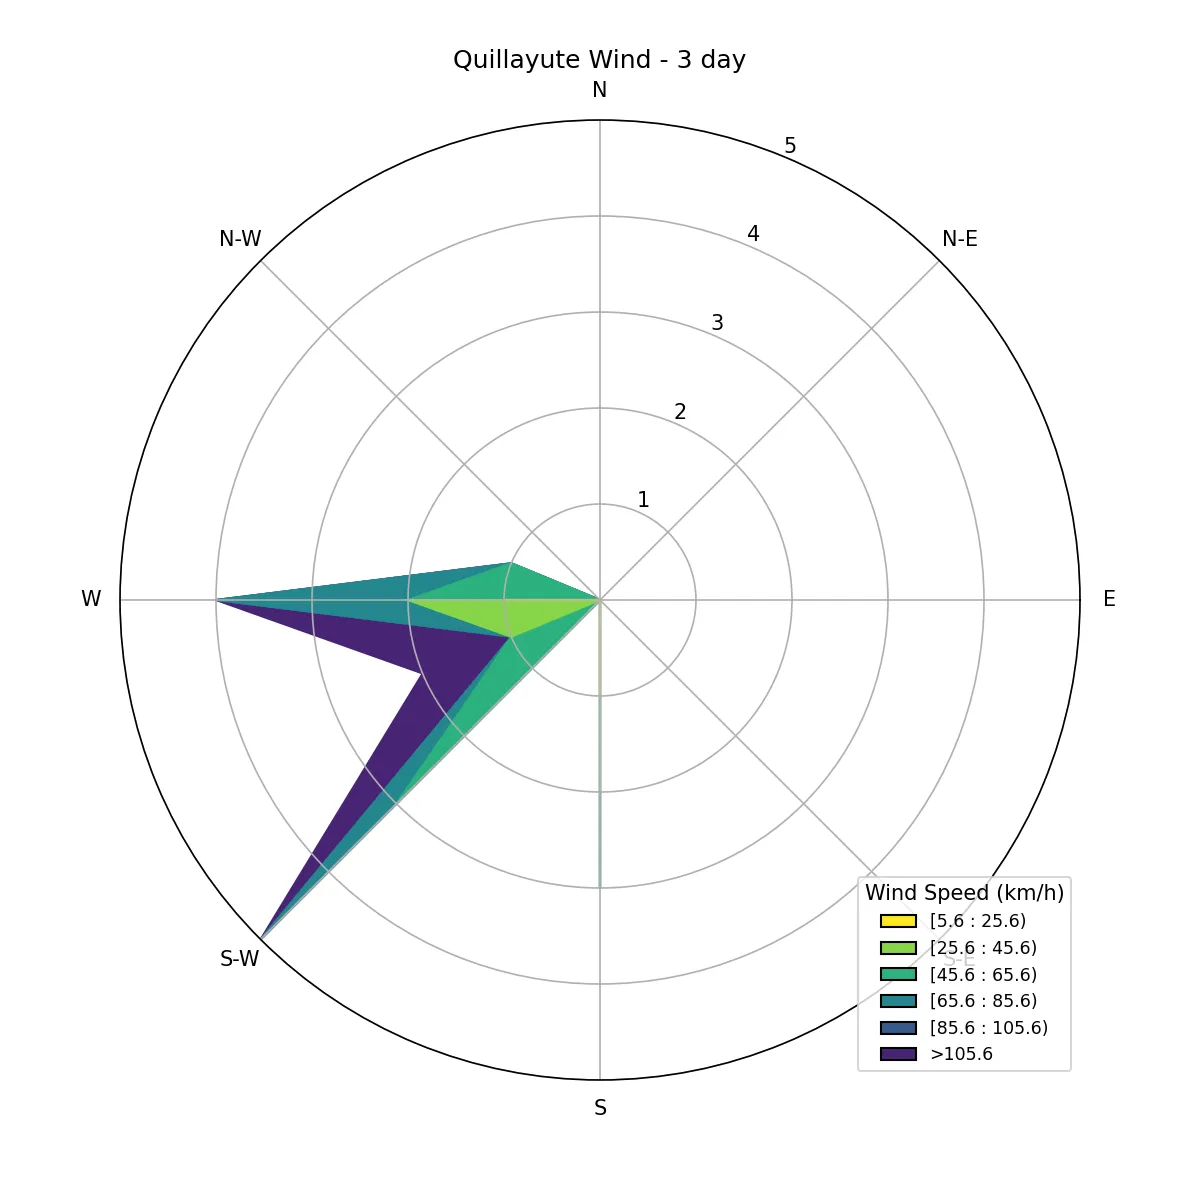 Quillayute Wind - 3 day
N
5
N-W
N-E
4
3
2
1
W
E
Wind Speed (km/h)
[5.6 : 25.6)
[25.6 : 45.6)
S-W
S-E
[45.6 : 65.6)
[65.6 : 85.6)
[85.6 : 105.6)
>105.6
S